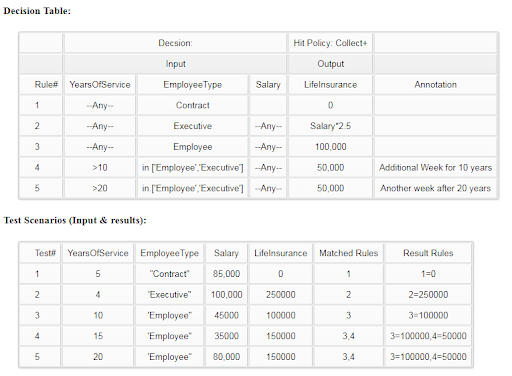 Decision Table:
Decsion: Hit Policy: Collect+
Input Output
Rule# YearsOfService EmployeeType Salary LifeInsurance Annotation
1 --Any-- Contract 0
2 --Any-- Executive --Any-- Salary*2.5
3 --Any-- Employee --Any-- 100,000
4 >10 in ['Employee','Executive'] --Any-- 50,000 Additional Week for 10 years
5 >20 in ['Employee','Executive'] --Any-- 50,000 Another week after 20 years
Test Scenarios (Input & results):
Test# YearsOfService EmployeeType Salary LifeInsurance Matched Rules Result Rules
1 5 "Contract" 85,000 0 1 1=0
2 4 'Executive" 100,000 250000 2 2=250000
3 10 'Employee" 45000 100000 3 3=100000
4 15 'Employee" 35000 150000 3,4 3=100000,4=50000
5 20 'Employee" 80,000 150000 3,4 3=100000,4=50000